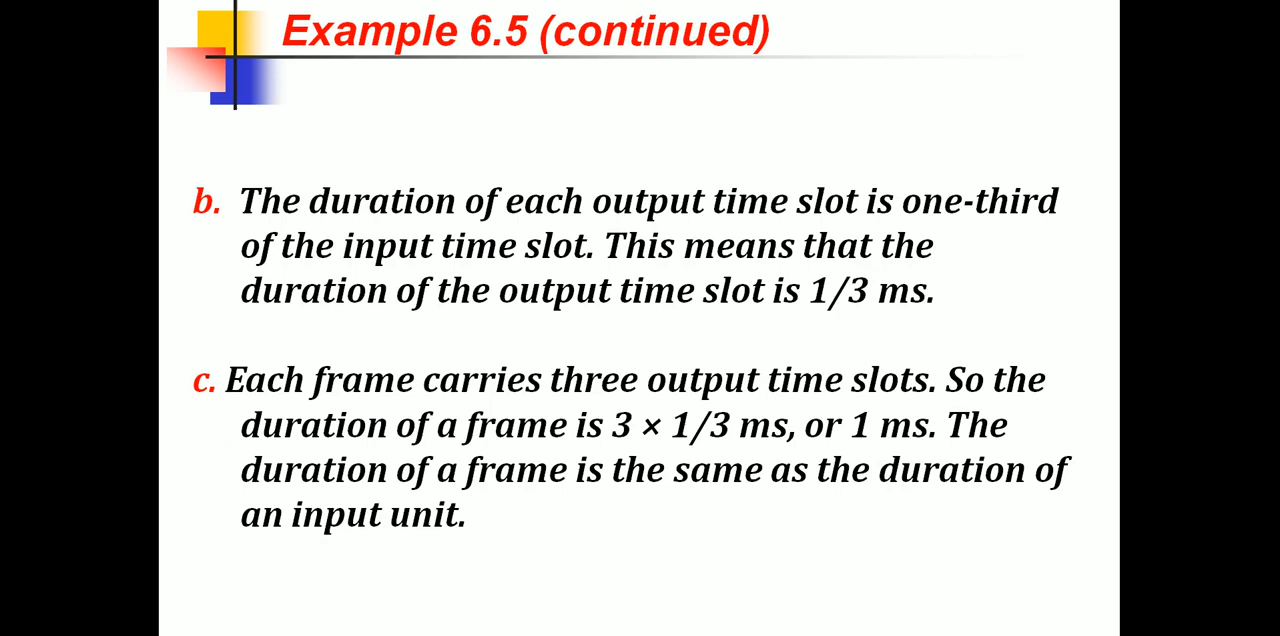 Example 6.5 (continued)
b. The duration of each output time slot is one-third
of the input time slot. This means that the
duration of the output time slot is 1/3 ms.
c. Each frame carries three output time slots. So the
duration of a frame is 3 × 1/3 ms, or 1 ms. The
duration of a frame is the same as the duration of
an input unit.